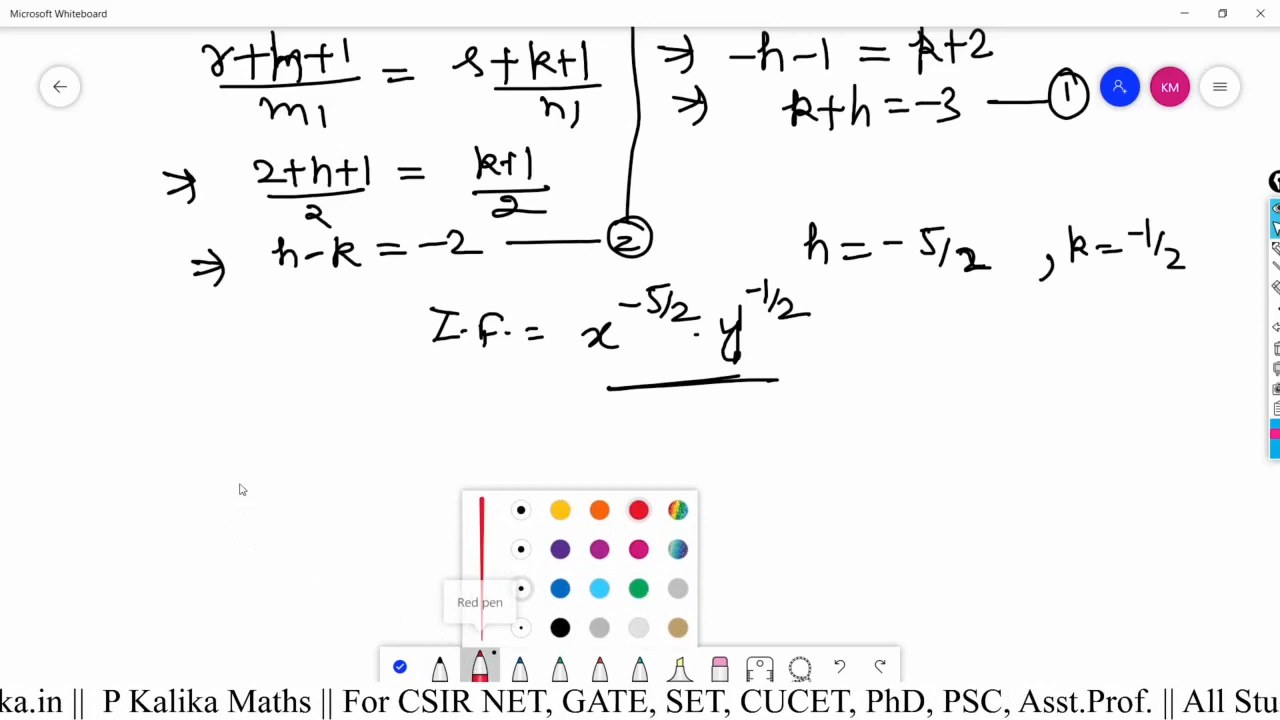 Microsoft Whiteboard
(r+h+1)/m₁ = (s+k+1)/n₁
⇒ (2+h+1)/2 = (k+1)/2
⇒ h-k = -2 —— ②
⇒ -h-1 = k+2
⇒ k+h = -3 —— ①
h = -5/2 , k = -1/2
I.F. = x^(-5/2) · y^(-1/2)
KM
Red pen
ka.in || P Kalika Maths || For CSIR NET, GATE, SET, CUCET, PhD, PSC, Asst.Prof. || All Stu